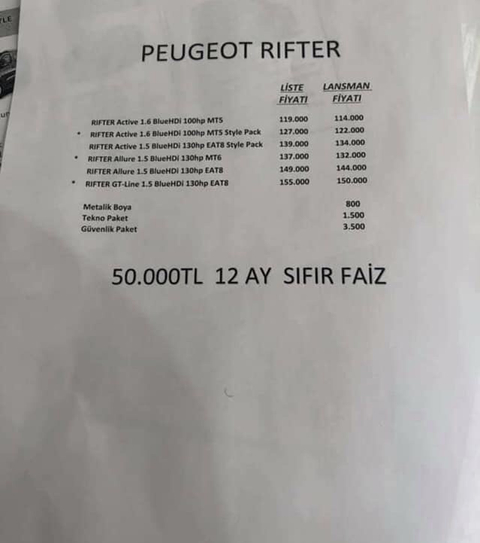 PEUGEOT RIFTER
LİSTE FİYATI LANSMAN FİYATI
RIFTER Active 1.6 BlueHDi 100hp MT5 119.000 114.000
* RIFTER Active 1.6 BlueHDi 100hp MT5 Style Pack 127.000 122.000
RIFTER Active 1.5 BlueHDi 130hp EAT8 Style Pack 139.000 134.000
* RIFTER Allure 1.5 BlueHDi 130hp MT6 137.000 132.000
RIFTER Allure 1.5 BlueHDi 130hp EAT8 149.000 144.000
* RIFTER GT-Line 1.5 BlueHDi 130hp EAT8 155.000 150.000
Metalik Boya 800
Tekno Paket 1.500
Güvenlik Paket 3.500
50.000TL 12 AY SIFIR FAİZ